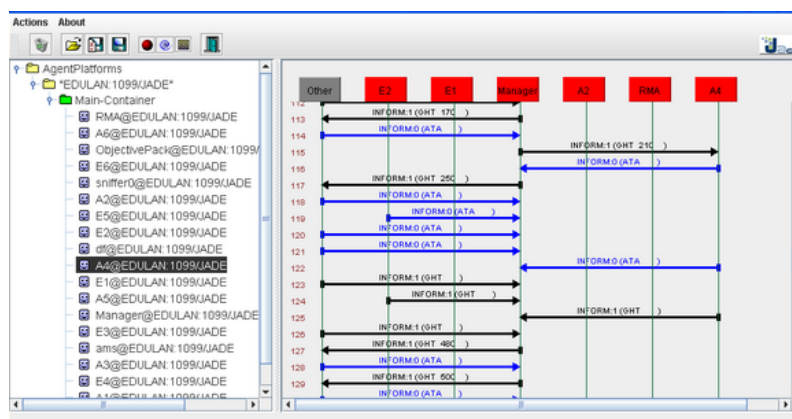 Actions About
AgentPlatforms
"EDULAN:1099/JADE"
Main-Container
RMA@EDULAN:1099/JADE
A6@EDULAN:1099/JADE
ObjectivePack@EDULAN:1099/
E6@EDULAN:1099/JADE
sniffer0@EDULAN:1099/JADE
A2@EDULAN:1099/JADE
E5@EDULAN:1099/JADE
E2@EDULAN:1099/JADE
df@EDULAN:1099/JADE
A4@EDULAN:1099/JADE
E1@EDULAN:1099/JADE
A5@EDULAN:1099/JADE
Manager@EDULAN:1099/JADE
E3@EDULAN:1099/JADE
ams@EDULAN:1099/JADE
A3@EDULAN:1099/JADE
E4@EDULAN:1099/JADE
A1@EDULAN:1099/JADE
Other E2 E1 Manager A2 RMA A4
112
113 INFORM:1 (GHT 170 )
114 INFORM:0 (ATA )
115 INFORM:1 (GHT 210 )
116 INFORM:0 (ATA )
117 INFORM:1 (GHT 250 )
118 INFORM:0 (ATA )
119 INFORM:0 (ATA )
120 INFORM:0 (ATA )
121 INFORM:0 (ATA )
122 INFORM:0 (ATA )
123 INFORM:1 (GHT )
124 INFORM:1 (GHT )
125 INFORM:1 (GHT )
126 INFORM:1 (GHT )
127 INFORM:1 (GHT 480 )
128 INFORM:0 (ATA )
129 INFORM:1 (GHT 500 )
INFORM:0 (ATA )